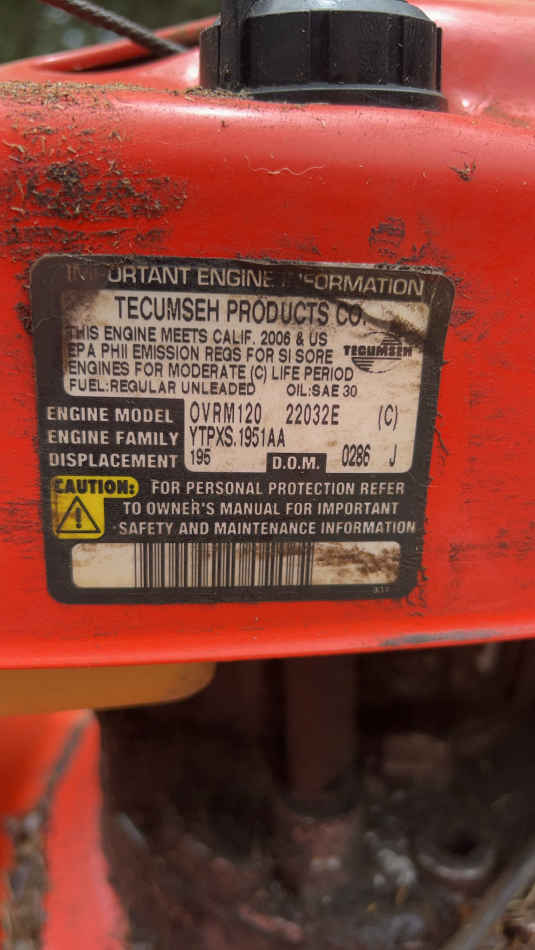 IMPORTANT ENGINE INFORMATION
TECUMSEH PRODUCTS CO.
THIS ENGINE MEETS CALIF. 2006 & US
EPA PHII EMISSION REGS FOR SI SORE
TECUMSEH
ENGINES FOR MODERATE (C) LIFE PERIOD
FUEL:REGULAR UNLEADED OIL:SAE 30
ENGINE MODEL OVRM120 22032E (C)
ENGINE FAMILY YTPXS.1951AA
DISPLACEMENT 195 D.O.M. 0286 J
CAUTION: FOR PERSONAL PROTECTION REFER
TO OWNER'S MANUAL FOR IMPORTANT
SAFETY AND MAINTENANCE INFORMATION